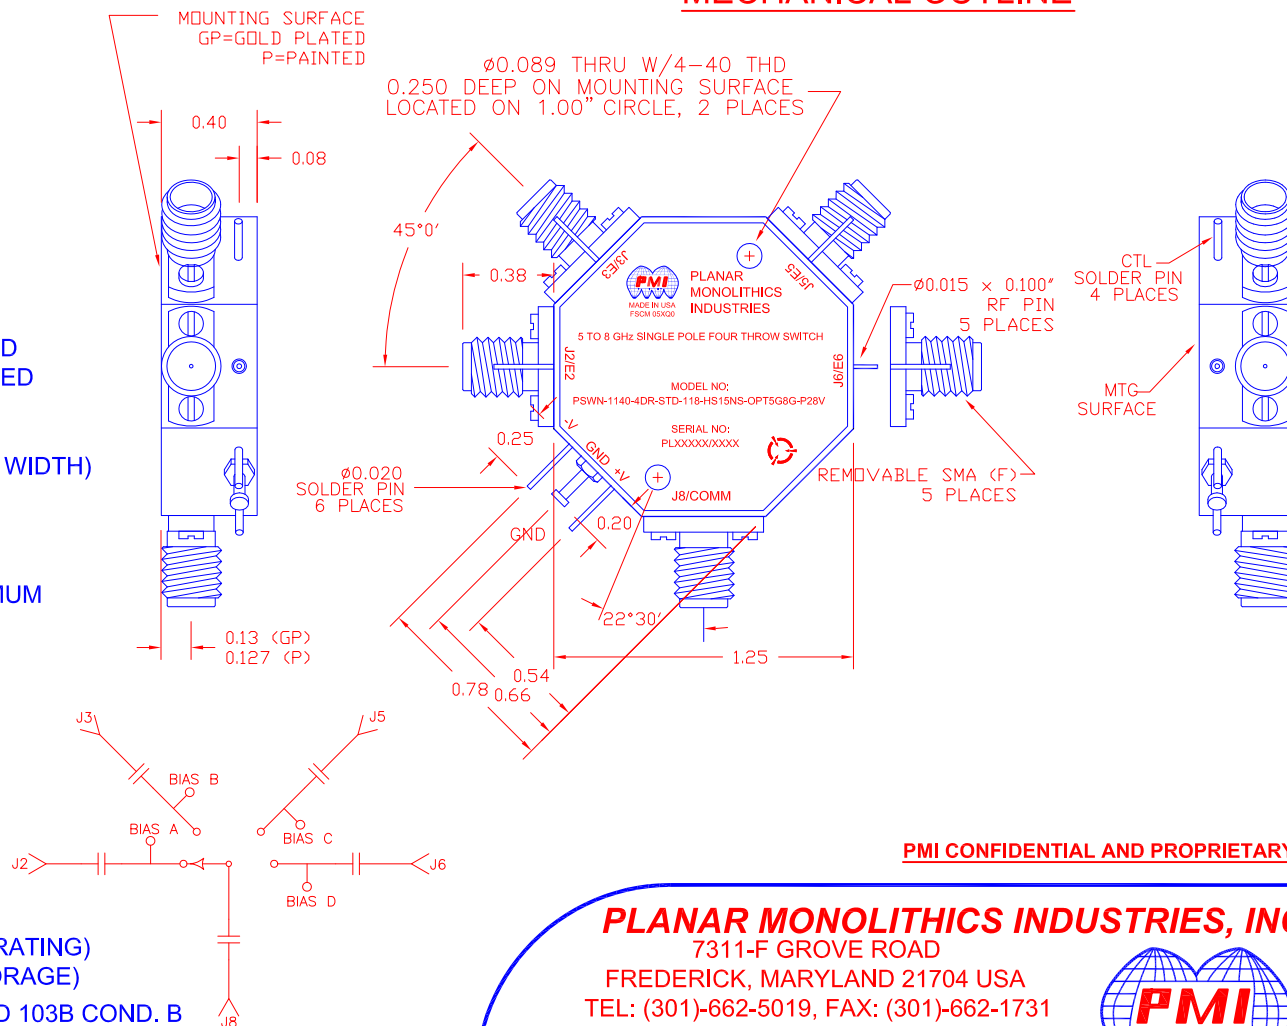 MECHANICAL OUTLINE
MOUNTING SURFACE
GP=GOLD PLATED
P=PAINTED
ø0.089 THRU W/4-40 THD
0.250 DEEP ON MOUNTING SURFACE
LOCATED ON 1.00" CIRCLE, 2 PLACES
0.40
0.08
45°0'
0.38
J3/E3
J5/E5
PMI
MADE IN USA
FSCM 05XQ0
PLANAR
MONOLITHICS
INDUSTRIES
ø0.015 × 0.100"
RF PIN
5 PLACES
CTL
SOLDER PIN
4 PLACES
5 TO 8 GHz SINGLE POLE FOUR THROW SWITCH
J2/E2
J6/E6
D
ED
MODEL NO:
PSWN-1140-4DR-STD-118-HS15NS-OPT5G8G-P28V
MTG
SURFACE
SERIAL NO:
PLXXXXX/XXXX
-V
GND
+V
0.25
WIDTH)
ø0.020
SOLDER PIN
6 PLACES
REMOVABLE SMA (F)
5 PLACES
J8/COMM
GND
0.20
MUM
22°30'
0.13 (GP)
0.127 (P)
1.25
0.54
0.66
0.78
J3
J5
BIAS B
BIAS A
BIAS C
J2
J6
BIAS D
J8
PMI CONFIDENTIAL AND PROPRIETARY
RATING)
ORAGE)
D 103B COND. B
PLANAR MONOLITHICS INDUSTRIES, INC
7311-F GROVE ROAD
FREDERICK, MARYLAND 21704 USA
TEL: (301)-662-5019, FAX: (301)-662-1731
PMI